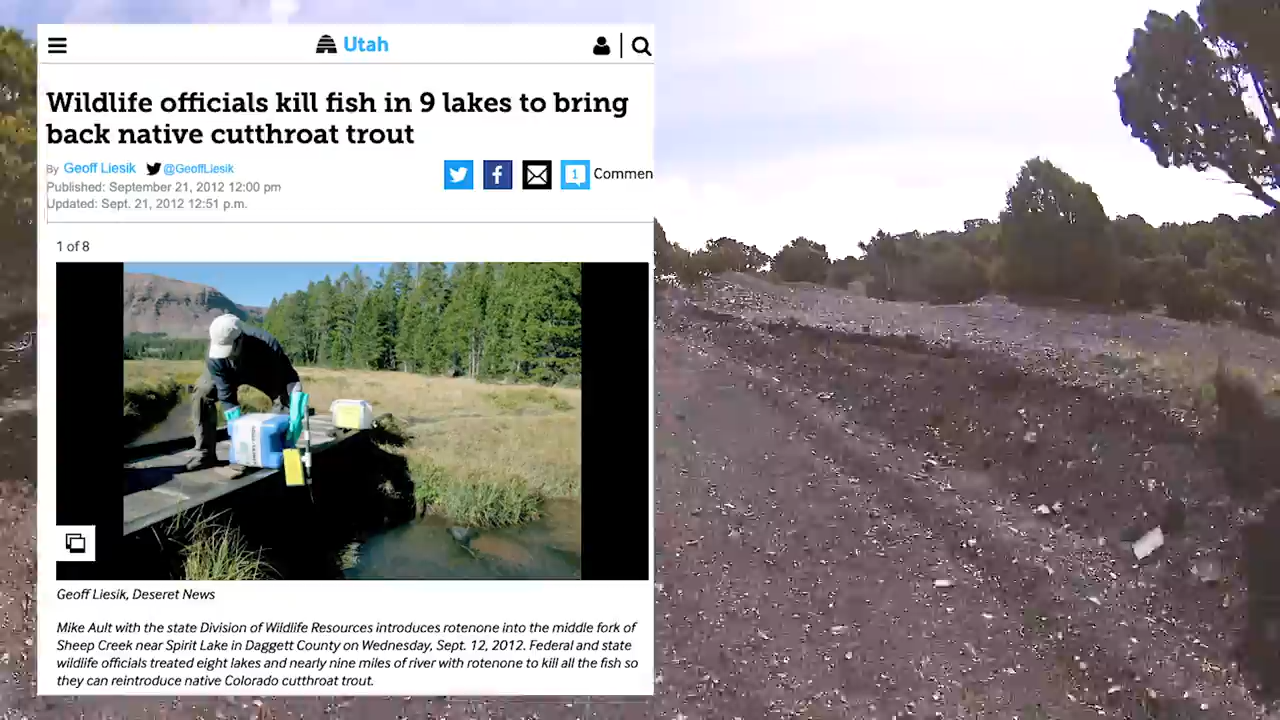 Utah
Wildlife officials kill fish in 9 lakes to bring
back native cutthroat trout
By Geoff Liesik @GeoffLiesik
Published: September 21, 2012 12:00 pm
Updated: Sept. 21, 2012 12:51 p.m.
1 Commen
1 of 8
Geoff Liesik, Deseret News
Mike Ault with the state Division of Wildlife Resources introduces rotenone into the middle fork of
Sheep Creek near Spirit Lake in Daggett County on Wednesday, Sept. 12, 2012. Federal and state
wildlife officials treated eight lakes and nearly nine miles of river with rotenone to kill all the fish so
they can reintroduce native Colorado cutthroat trout.